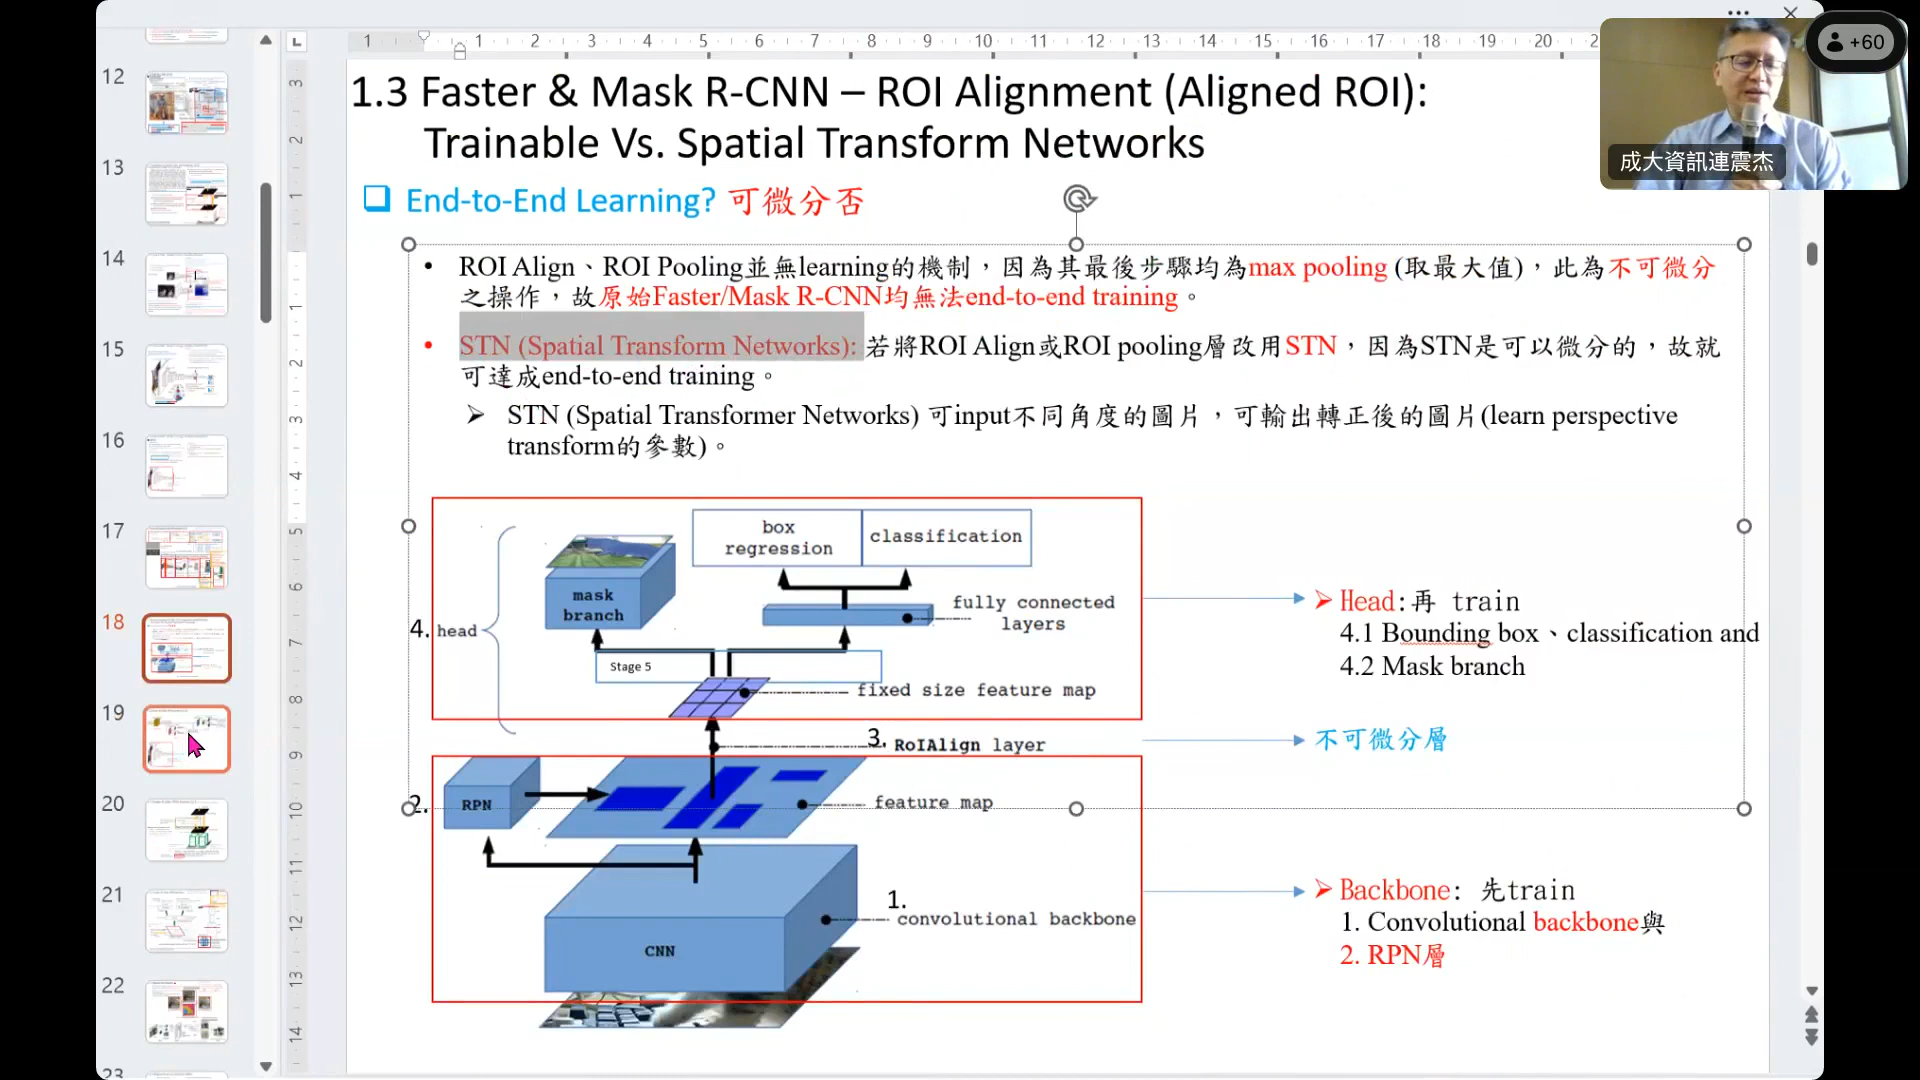 +60
成大資訊連震杰
12
13
14
15
16
17
18
19
20
21
22
23
1.3 Faster & Mask R-CNN – ROI Alignment (Aligned ROI):
Trainable Vs. Spatial Transform Networks
End-to-End Learning? 可微分否
• ROI Align、ROI Pooling並無learning的機制，因為其最後步驟均為max pooling (取最大值)，此為不可微分
之操作，故原始Faster/Mask R-CNN均無法end-to-end training。
• STN (Spatial Transform Networks): 若將ROI Align或ROI pooling層改用STN，因為STN是可以微分的，故就
可達成end-to-end training。
➢ STN (Spatial Transformer Networks) 可input不同角度的圖片，可輸出轉正後的圖片(learn perspective
transform的參數)。
box
regression
classification
mask
branch
fully connected
layers
4. head
Stage 5
fixed size feature map
3. RoIAlign layer
2.
RPN
feature map
1.
convolutional backbone
CNN
➢ Head:再 train
4.1 Bounding box、classification and
4.2 Mask branch
不可微分層
➢ Backbone: 先train
1. Convolutional backbone與
2. RPN層